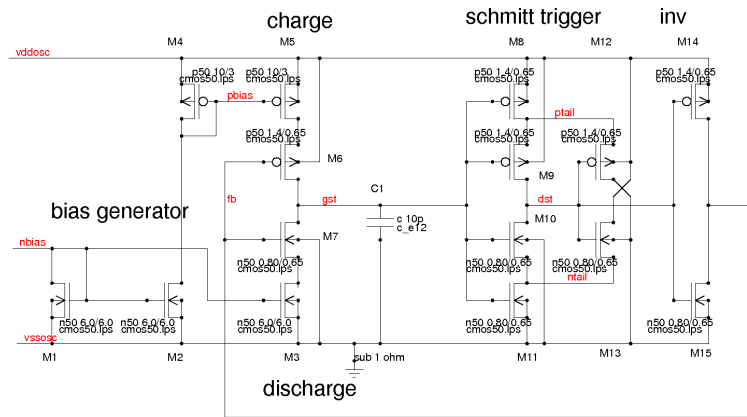 charge schmitt trigger inv
M4 M5 M8 M12 M14
vddosc
p50 10/3 p50 10/3 p50 1.4/0.65 p50 1.4/0.65
cmos50.lps cmos50.lps cmos50.lps cmos50.lps
pbias ptail
p50 1.4/0.65 p50 1.4/0.65 p50 1.4/0.65
cmos50.lps cmos50.lps cmos50.lps
M6 M9
C1
fb gst dst
bias generator c 10p M10
c_e12
nbias M7
n50 0.80/0.65 n50 0.80/0.65 n50 0.80/0.65
cmos50.lps cmos50.lps cmos50.lps
ntail
n50 6.0/6.0 n50 6.0/6.0 n50 6.0/6.0 n50 0.80/0.65 n50 0.80/0.65
cmos50.lps cmos50.lps cmos50.lps cmos50.lps cmos50.lps
vssosc
M1 M2 M3 sub 1 ohm M11 M13 M15
discharge